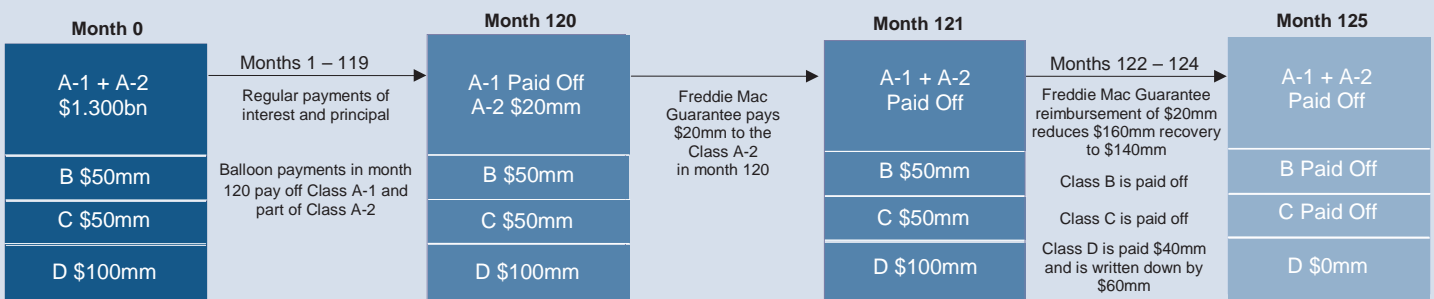 Month 0
A-1 + A-2
$1.300bn
B $50mm
C $50mm
D $100mm
Months 1 – 119
Regular payments of
interest and principal
Balloon payments in month
120 pay off Class A-1 and
part of Class A-2
Month 120
A-1 Paid Off
A-2 $20mm
B $50mm
C $50mm
D $100mm
Freddie Mac
Guarantee pays
$20mm to the
Class A-2
in month 120
Month 121
A-1 + A-2
Paid Off
B $50mm
C $50mm
D $100mm
Months 122 – 124
Freddie Mac Guarantee
reimbursement of $20mm
reduces $160mm recovery
to $140mm
Class B is paid off
Class C is paid off
Class D is paid $40mm
and is written down by
$60mm
Month 125
A-1 + A-2
Paid Off
B Paid Off
C Paid Off
D $0mm